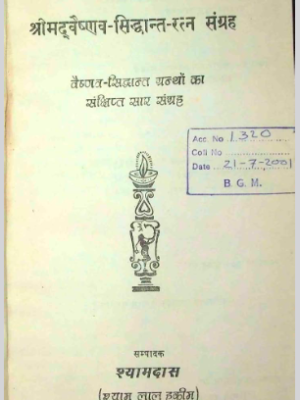 श्रीमद्वैष्णव-सिद्धान्त-रत्न संग्रह
वैष्णव-सिद्धान्त ग्रन्थों का
संक्षिप्त सार संग्रह
Acc. No 1320
Coll No
Date 21-7-2001
B. G. M.
सम्पादक
श्यामदास
(श्याम लाल हकीम)